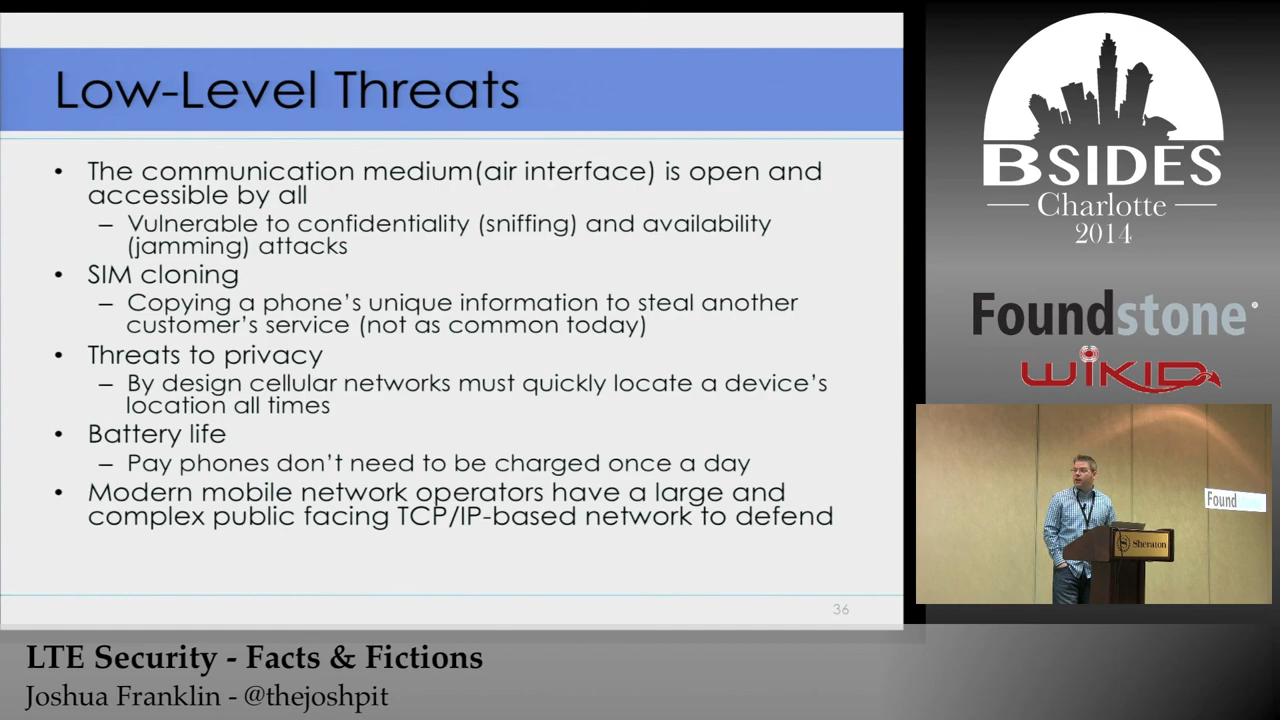 Low-Level Threats
• The communication medium(air interface) is open and
accessible by all
– Vulnerable to confidentiality (sniffing) and availability
(jamming) attacks
• SIM cloning
– Copying a phone's unique information to steal another
customer's service (not as common today)
• Threats to privacy
– By design cellular networks must quickly locate a device's
location all times
• Battery life
– Pay phones don't need to be charged once a day
• Modern mobile network operators have a large and
complex public facing TCP/IP-based network to defend
36
BSIDES
Charlotte
2014
Foundstone
WiKID
Found
Sheraton
LTE Security - Facts & Fictions
Joshua Franklin - @thejoshpit